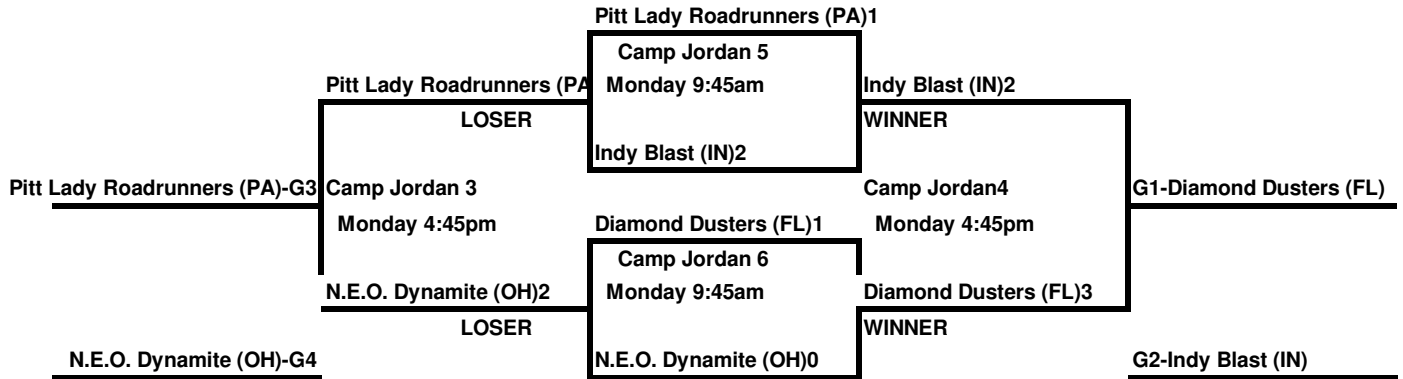 Pitt Lady Roadrunners (PA)1
Camp Jordan 5
Pitt Lady Roadrunners (PA
Monday 9:45am
Indy Blast (IN)2
LOSER
WINNER
Indy Blast (IN)2
Pitt Lady Roadrunners (PA)-G3
Camp Jordan 3
Camp Jordan4
G1-Diamond Dusters (FL)
Monday 4:45pm
Diamond Dusters (FL)1
Monday 4:45pm
Camp Jordan 6
N.E.O. Dynamite (OH)2
Monday 9:45am
Diamond Dusters (FL)3
LOSER
WINNER
N.E.O. Dynamite (OH)-G4
N.E.O. Dynamite (OH)0
G2-Indy Blast (IN)